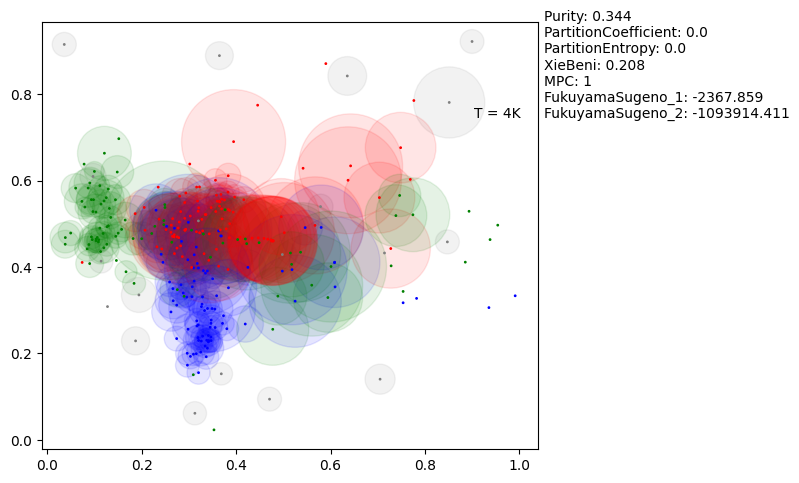 Purity: 0.344
PartitionCoefficient: 0.0
PartitionEntropy: 0.0
XieBeni: 0.208
MPC: 1
FukuyamaSugeno_1: -2367.859
FukuyamaSugeno_2: -1093914.411
T = 4K
0.8
0.6
0.4
0.2
0.0
0.0 0.2 0.4 0.6 0.8 1.0